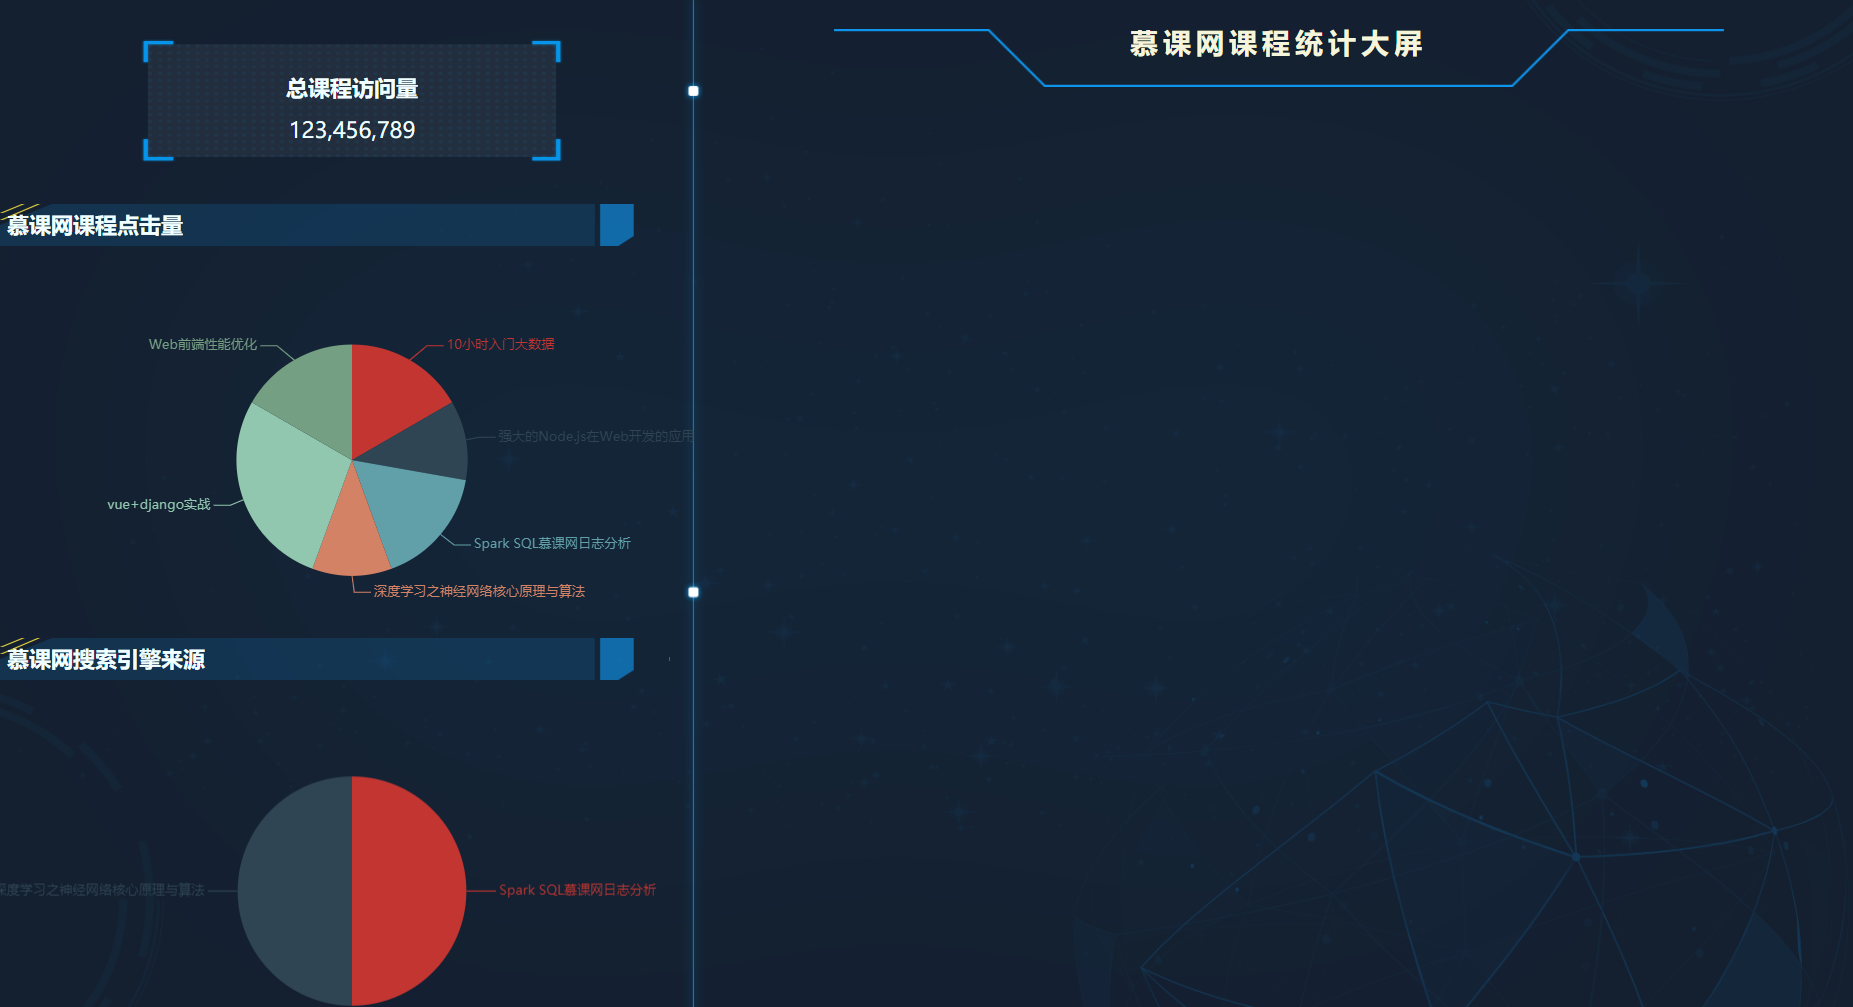 慕课网课程统计大屏
总课程访问量
123,456,789
慕课网课程点击量
Web前端性能优化
10小时入门大数据
强大的Node.js在Web开发的应用
vue+django实战
Spark SQL慕课网日志分析
深度学习之神经网络核心原理与算法
慕课网搜索引擎来源
深度学习之神经网络核心原理与算法
Spark SQL慕课网日志分析